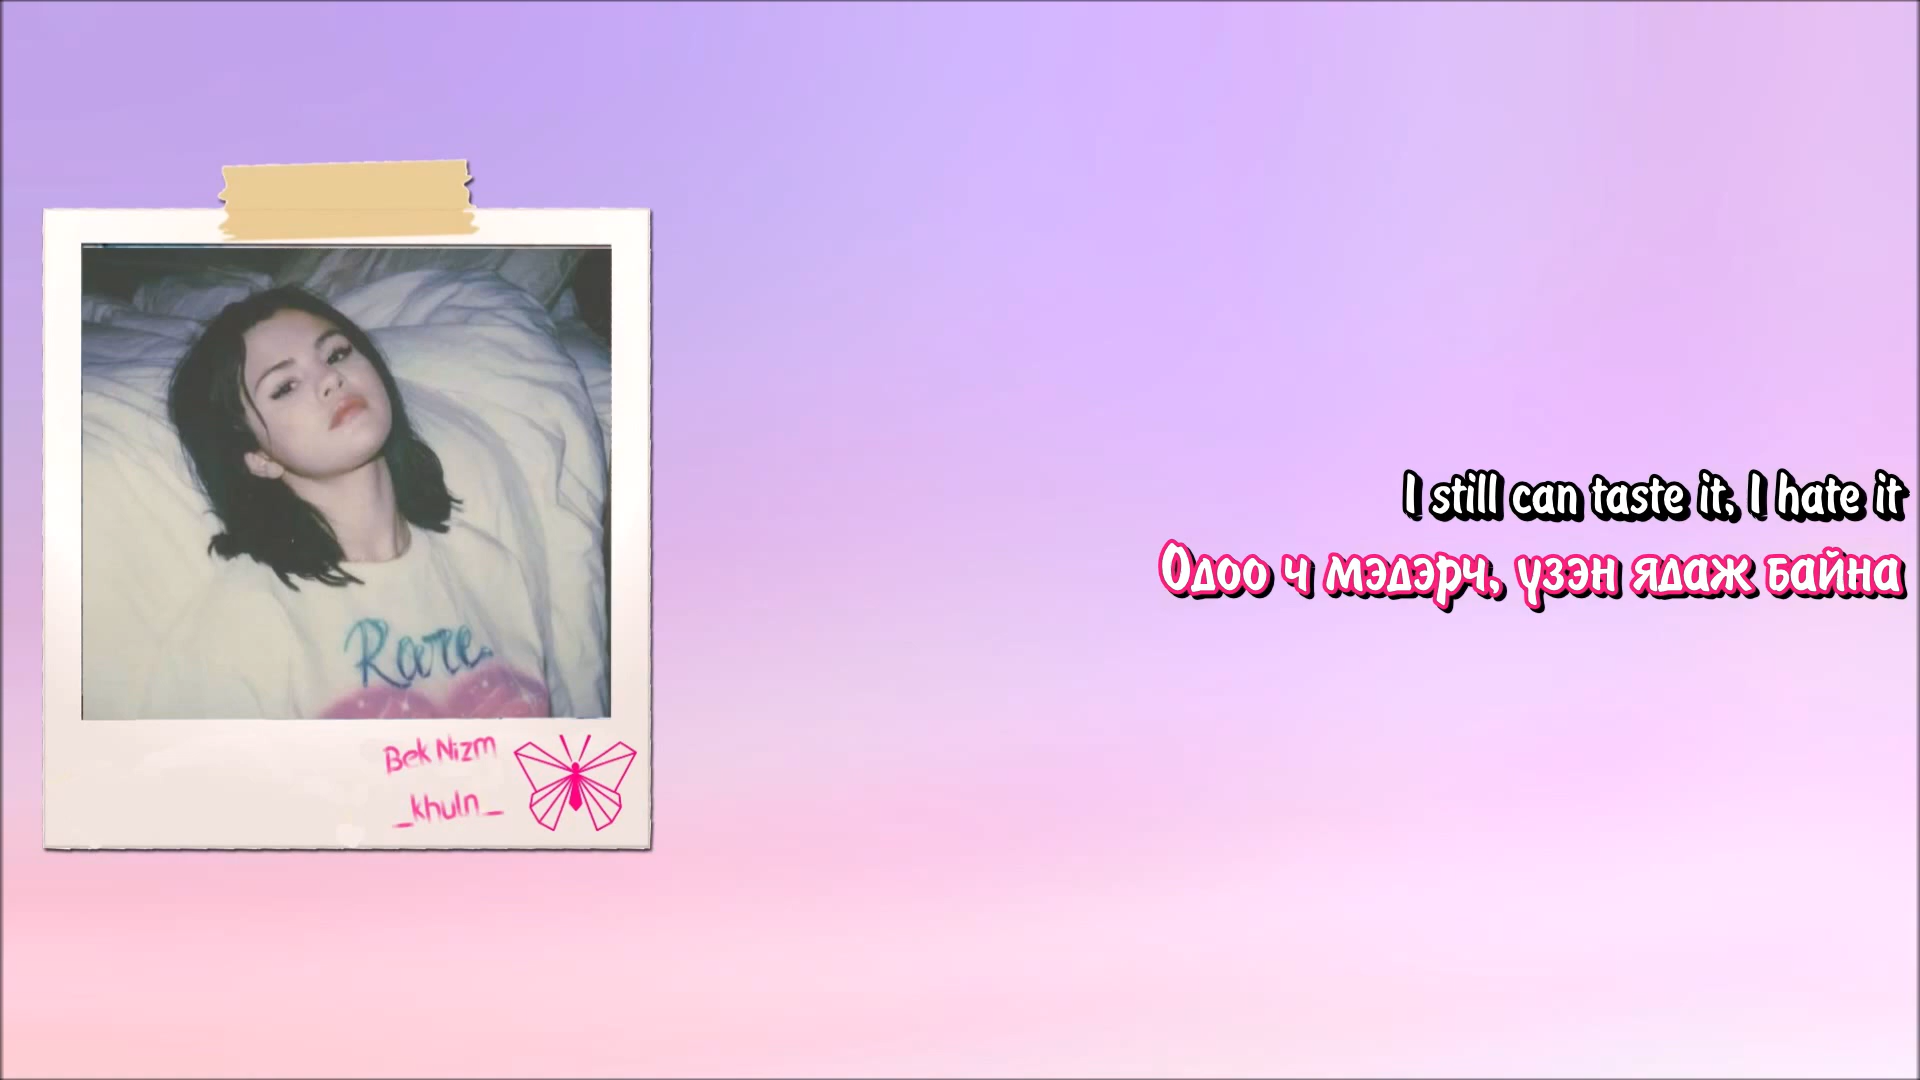 Rare.
Bek Nizm
_khuln_
I still can taste it, I hate it
Одоо ч мэдэрч, үзэн ядаж байна